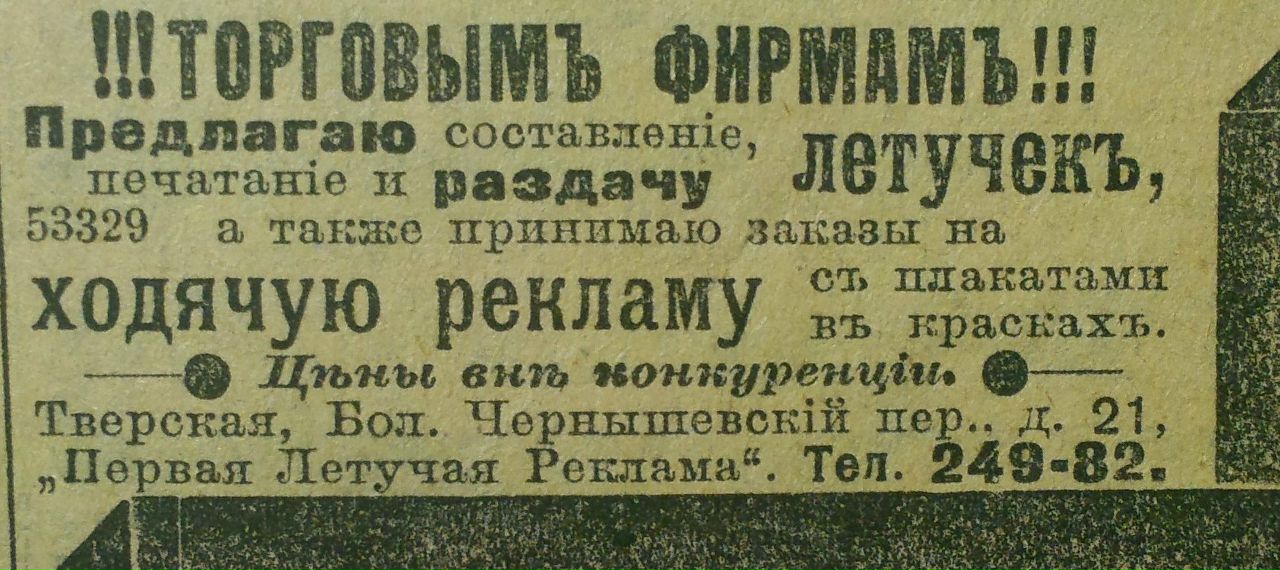 !!!ТОРГОВЫМЪ ФИРМАМЪ!!!
Предлагаю составленіе,
печатаніе и раздачу летучекъ,
53329 а также принимаю заказы на
ходячую рекламу съ плакатами
въ краскахъ.
Цѣны внѣ конкуренціи.
Тверская, Бол. Чернышевскій пер.. д. 21,
„Первая Летучая Реклама“. Тел. 249-82.